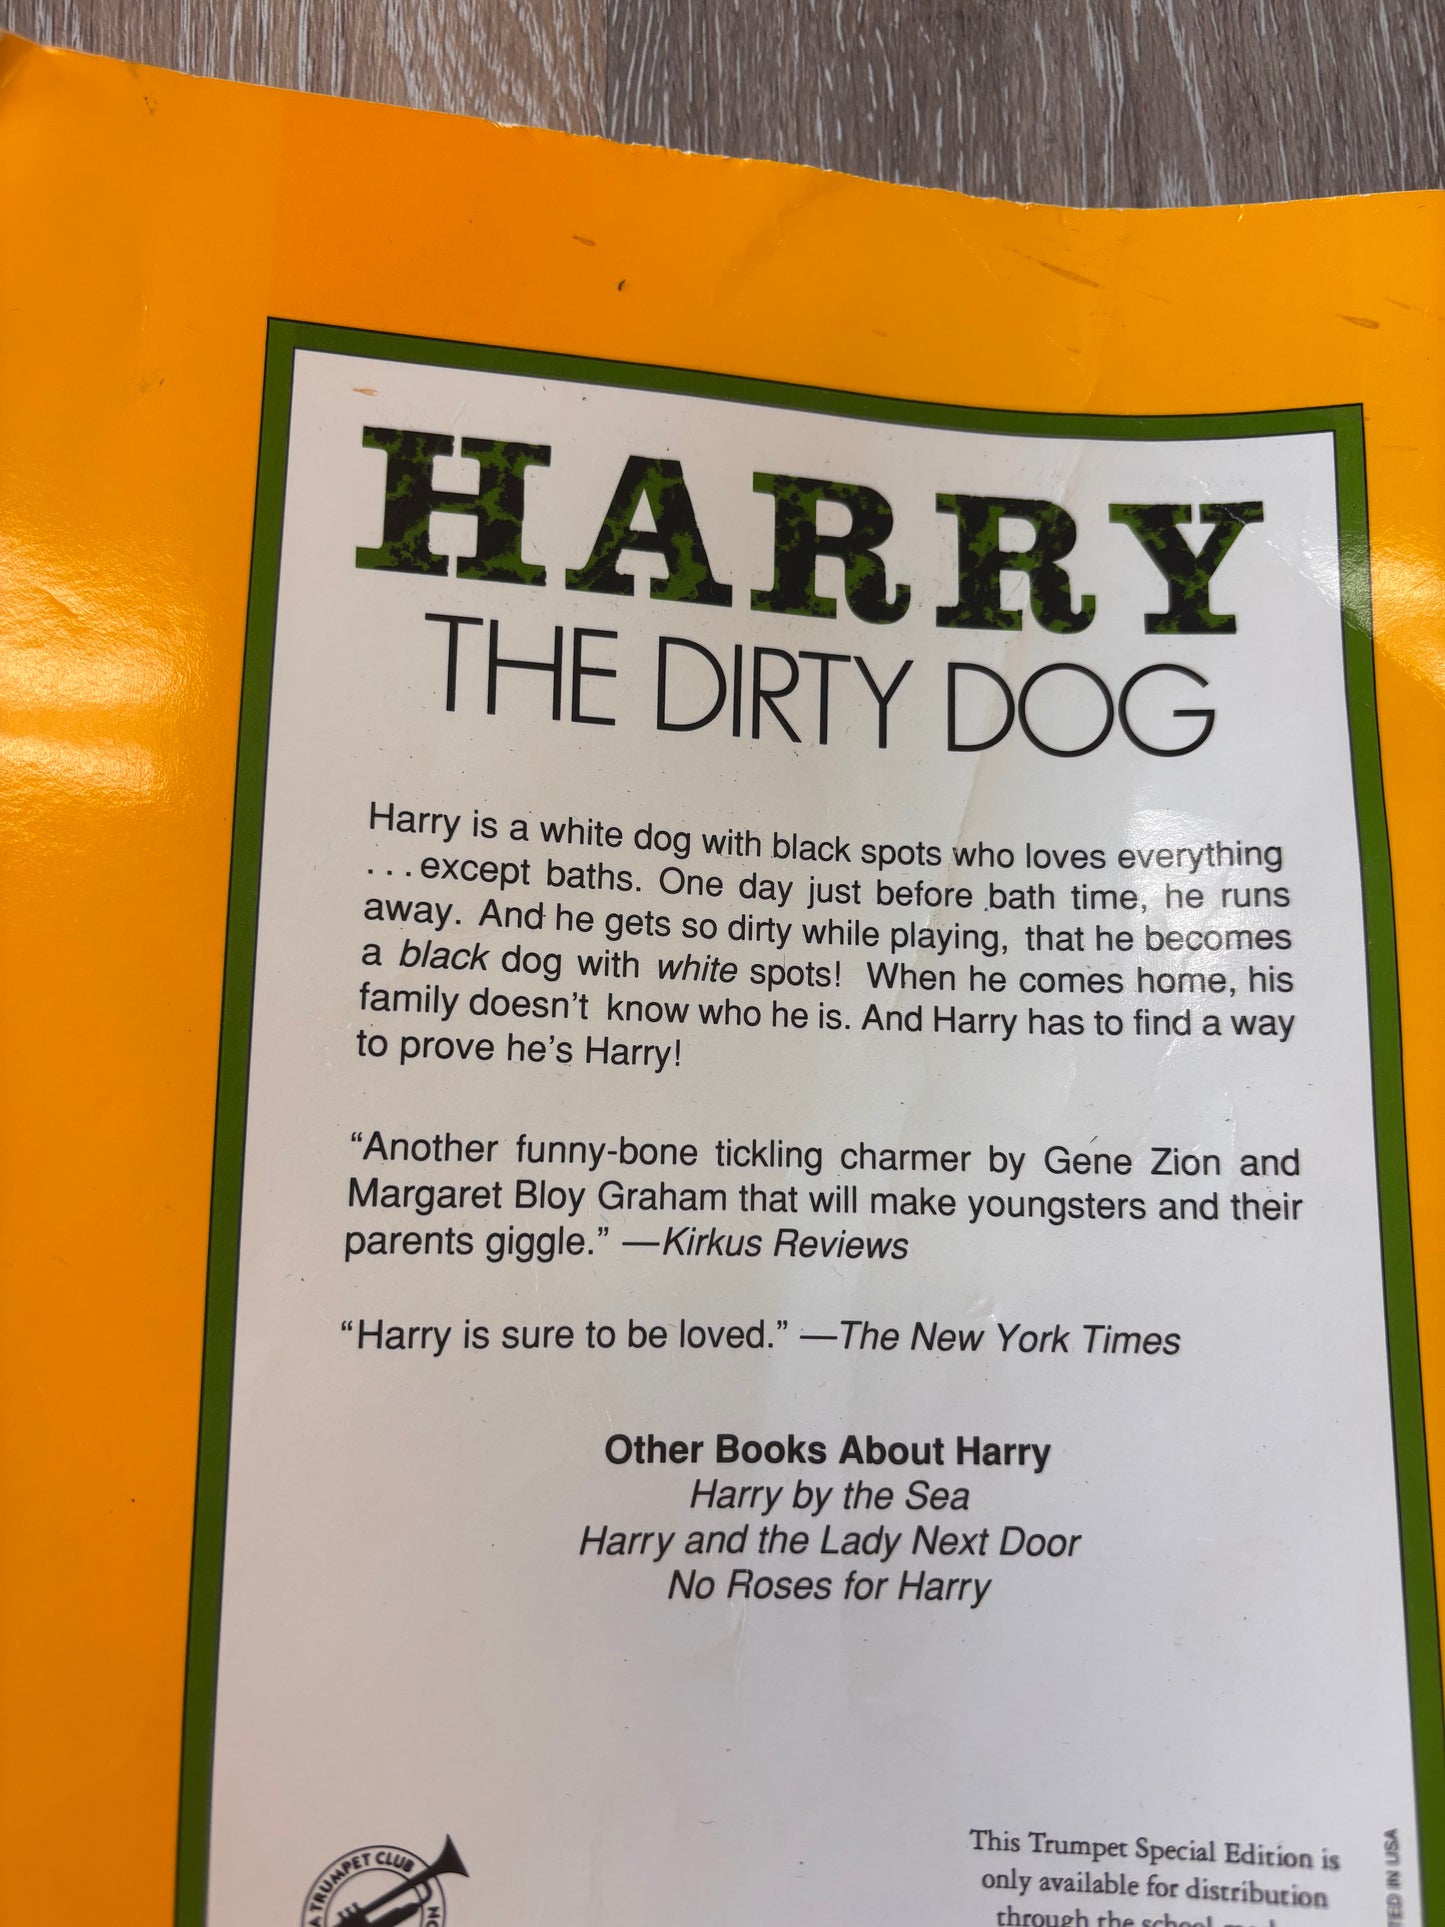 HARRY
THE DIRTY DOG
Harry is a white dog with black spots who loves everything
...except baths. One day just before bath time, he runs
away. And he gets so dirty while playing, that he becomes
a black dog with white spots! When he comes home, his
family doesn't know who he is. And Harry has to find a way
to prove he's Harry!
“Another funny-bone tickling charmer by Gene Zion and
Margaret Bloy Graham that will make youngsters and their
parents giggle.” —Kirkus Reviews
“Harry is sure to be loved.” —The New York Times
Other Books About Harry
Harry by the Sea
Harry and the Lady Next Door
No Roses for Harry
A TRUMPET CLUB
This Trumpet Special Edition is
only available for distribution
through the school
IN USA